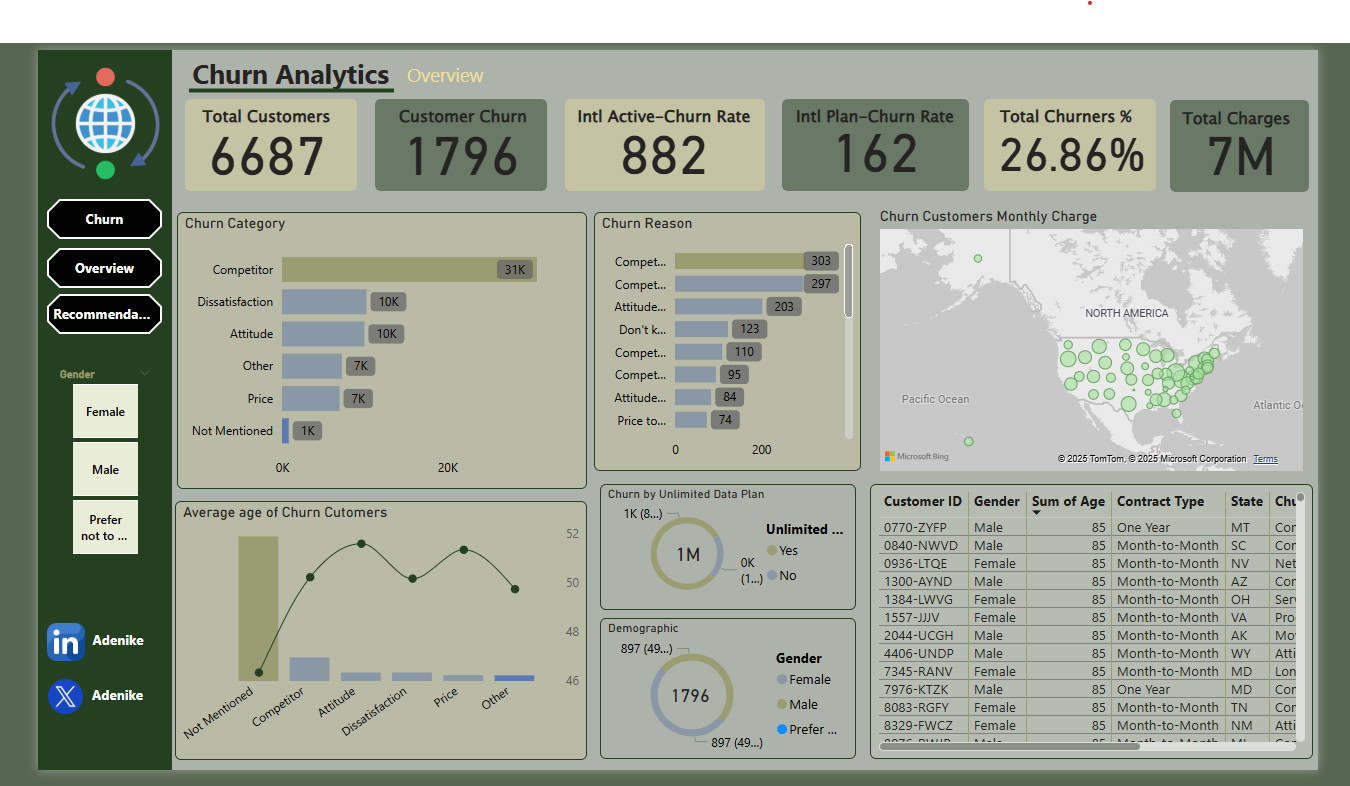 Churn Analytics Overview
Total Customers
6687
Customer Churn
1796
Intl Active-Churn Rate
882
Intl Plan-Churn Rate
162
Total Churners %
26.86%
Total Charges
7M
Churn
Overview
Recommenda...
Gender
Female
Male
Prefer
not to ...
Adenike
Adenike
Churn Category
Competitor 31K
Dissatisfaction 10K
Attitude 10K
Other 7K
Price 7K
Not Mentioned 1K
0K 20K
Churn Reason
Compet... 303
Compet... 297
Attitude... 203
Don't k... 123
Compet... 110
Compet... 95
Attitude... 84
Price to... 74
0 200
Churn Customers Monthly Charge
NORTH AMERICA
Pacific Ocean
Atlantic O
Microsoft Bing
© 2025 TomTom, © 2025 Microsoft Corporation Terms
Average age of Churn Cutomers
52
50
48
46
Not Mentioned
Competitor
Attitude
Dissatisfaction
Price
Other
Churn by Unlimited Data Plan
1K (8...)
1M
0K
(1...)
Unlimited ...
Yes
No
Demographic
897 (49...)
1796
897 (49...)
Gender
Female
Male
Prefer ...
Customer ID Gender Sum of Age Contract Type State Chu
0770-ZYFP Male 85 One Year MT Con
0840-NWVD Male 85 Month-to-Month SC Con
0936-LTQE Female 85 Month-to-Month NV Net
1300-AYND Male 85 Month-to-Month AZ Con
1384-LWVG Female 85 Month-to-Month OH Ser
1557-JJJV Female 85 Month-to-Month VA Pro
2044-UCGH Male 85 Month-to-Month AK Mo
4406-UNDP Male 85 Month-to-Month WY Atti
7345-RANV Female 85 Month-to-Month MD Lon
7976-KTZK Male 85 One Year MD Con
8083-RGFY Female 85 Month-to-Month TN Con
8329-FWCZ Female 85 Month-to-Month NM Atti